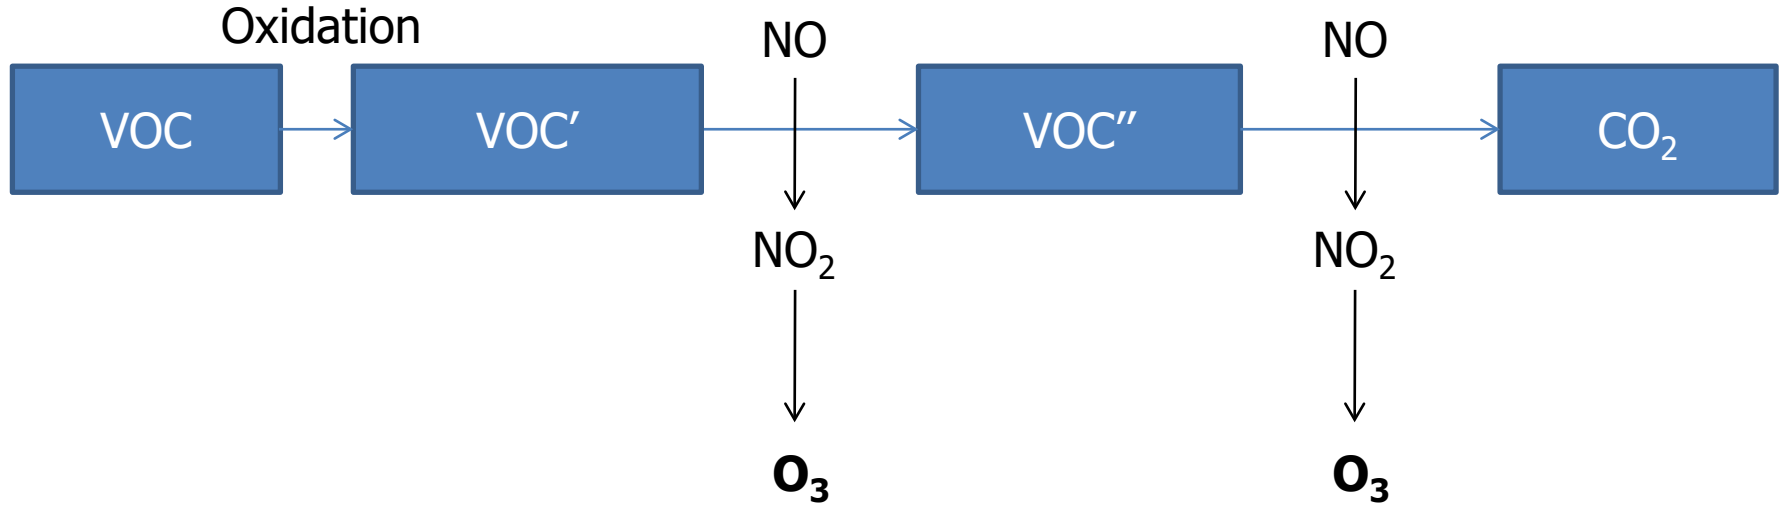 Oxidation
NO
NO
VOC
VOC′
VOC′′
CO₂
NO₂
NO₂
O₃
O₃